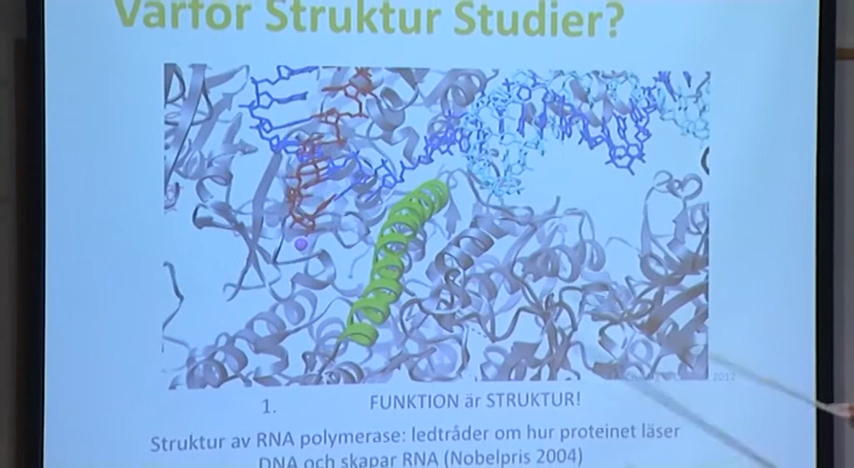 Varför Struktur Studier?
2012
1. FUNKTION är STRUKTUR!
Struktur av RNA polymerase: ledtråder om hur proteinet läser
DNA och skapar RNA (Nobelpris 2004)